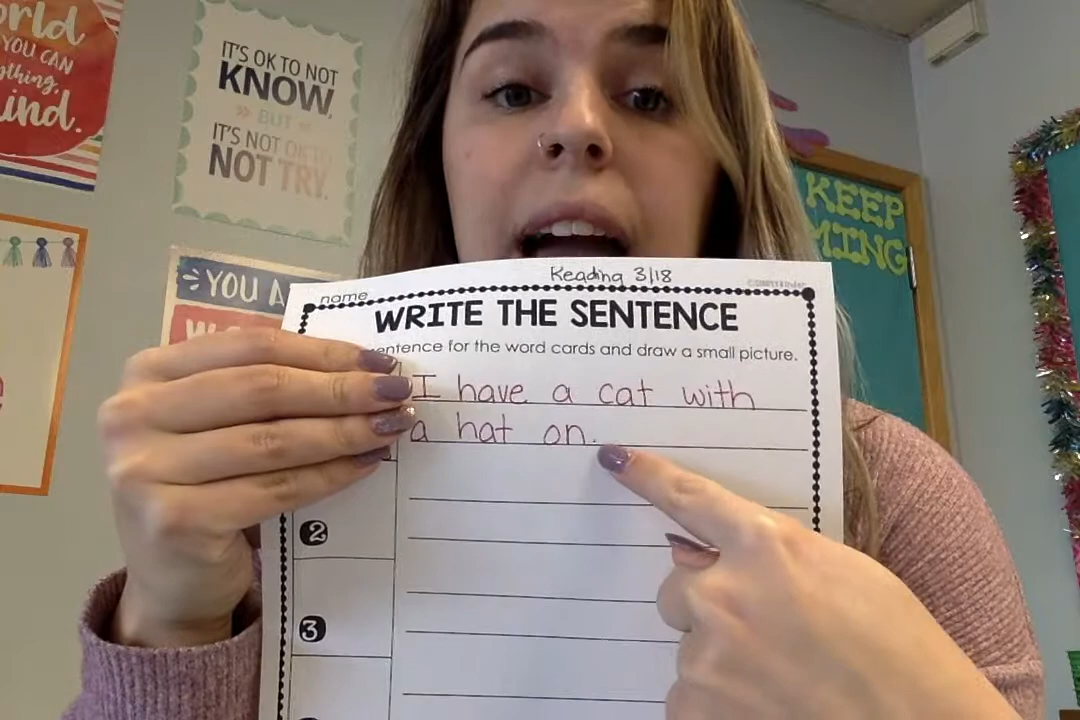 orld
YOU CAN
ind.
IT'S OK TO NOT
KNOW,
BUT
IT'S NOT OK TO
NOT TRY.
KEEP
MING
YOU A
Reading 3/18
name
WRITE THE SENTENCE
entence for the word cards and draw a small picture.
I have a cat with
a hat on.
2
3